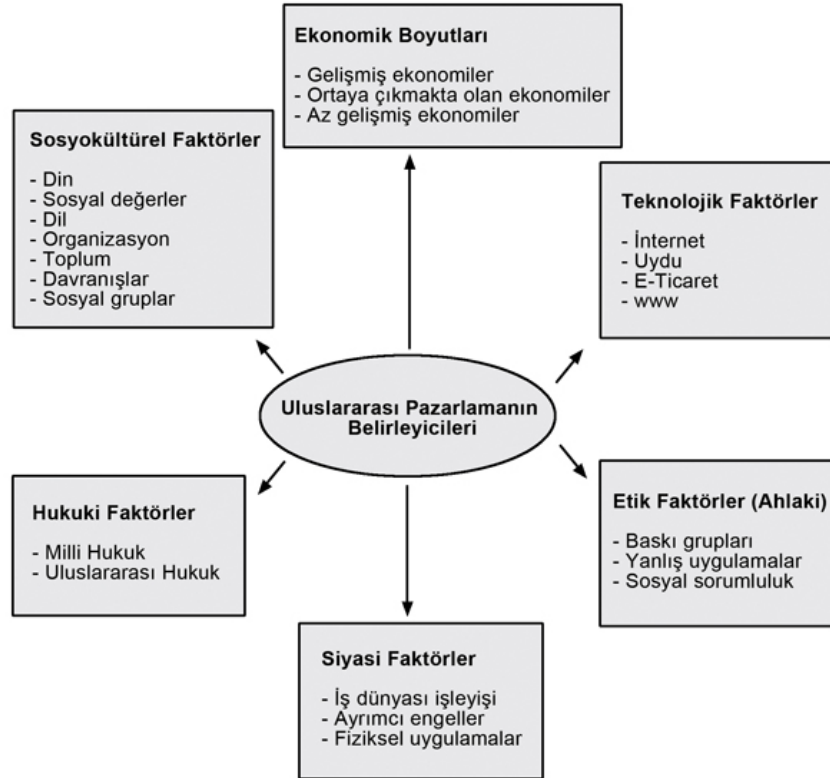 Ekonomik Boyutları
- Gelişmiş ekonomiler
- Ortaya çıkmakta olan ekonomiler
- Az gelişmiş ekonomiler
Sosyokültürel Faktörler
- Din
- Sosyal değerler
- Dil
- Organizasyon
- Toplum
- Davranışlar
- Sosyal gruplar
Teknolojik Faktörler
- İnternet
- Uydu
- E-Ticaret
- www
Uluslararası Pazarlamanın
Belirleyicileri
Hukuki Faktörler
- Milli Hukuk
- Uluslararası Hukuk
Etik Faktörler (Ahlaki)
- Baskı grupları
- Yanlış uygulamalar
- Sosyal sorumluluk
Siyasi Faktörler
- İş dünyası işleyişi
- Ayrımcı engeller
- Fiziksel uygulamalar